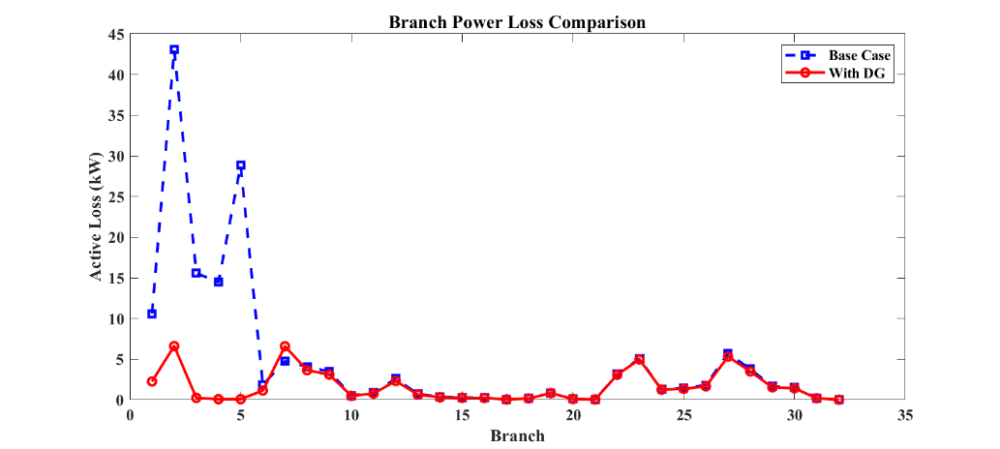 Branch Power Loss Comparison
45
40
35
30
25
20
15
10
5
0
Active Loss (kW)
Base Case
With DG
0 5 10 15 20 25 30 35
Branch